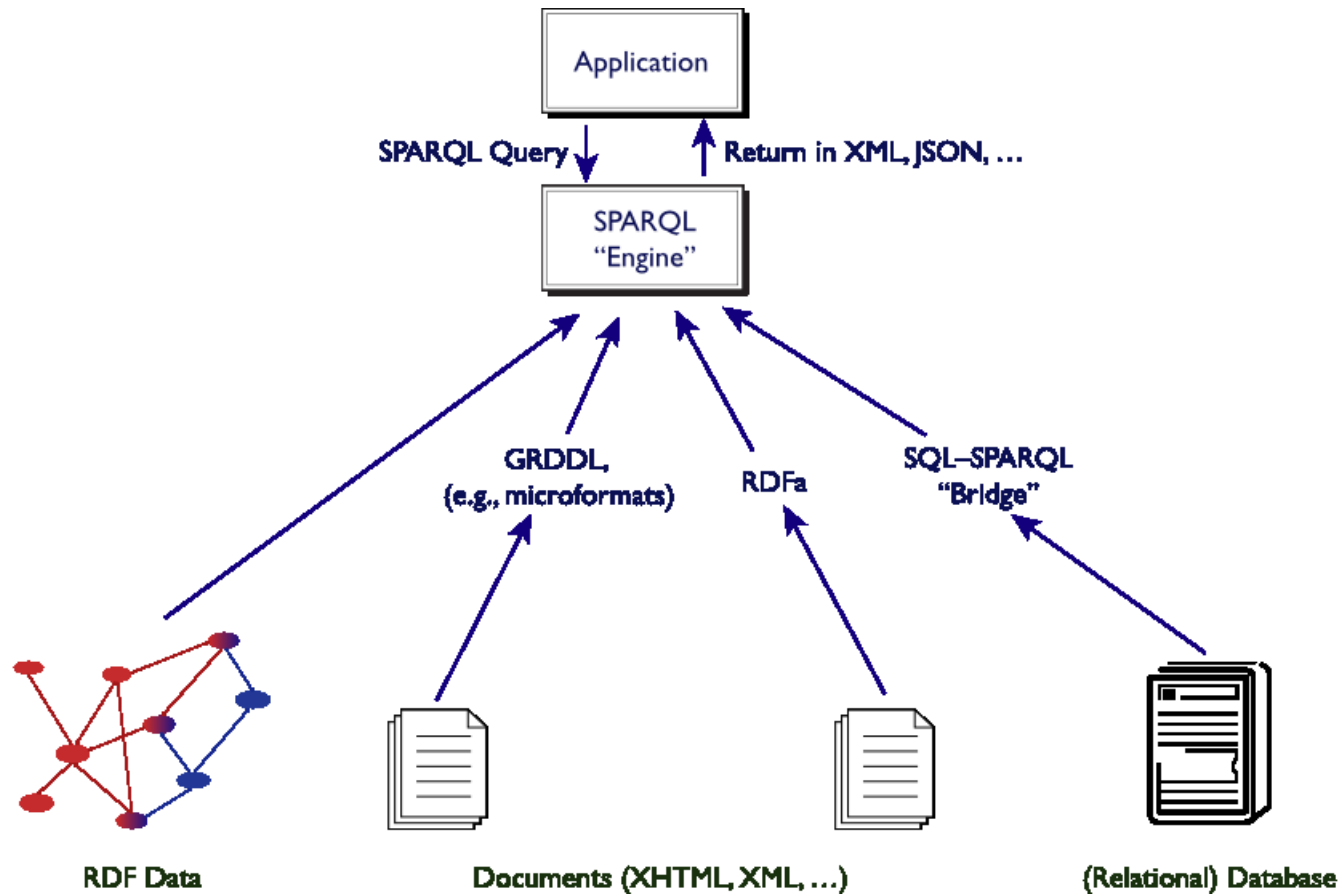 Application
SPARQL Query
Return in XML, JSON, …
SPARQL
“Engine”
GRDDL,
(e.g., microformats)
RDFa
SQL–SPARQL
“Bridge”
RDF Data
Documents (XHTML, XML, …)
(Relational) Database